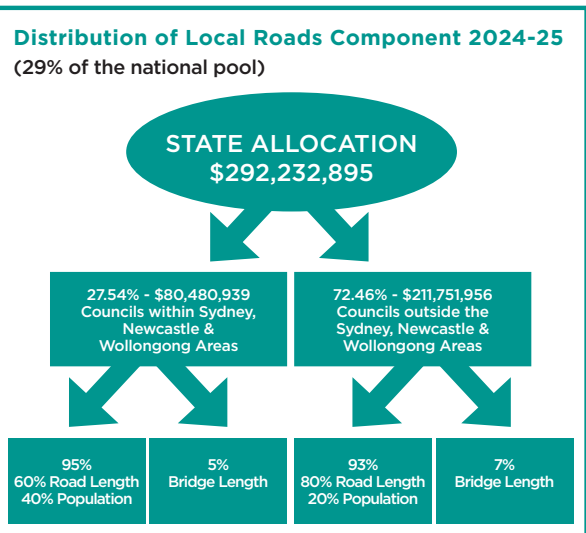 Distribution of Local Roads Component 2024-25
(29% of the national pool)
STATE ALLOCATION
$292,232,895
27.54% - $80,480,939
Councils within Sydney,
Newcastle &
Wollongong Areas
72.46% - $211,751,956
Councils outside the
Sydney, Newcastle &
Wollongong Areas
95%
60% Road Length
40% Population
5%
Bridge Length
93%
80% Road Length
20% Population
7%
Bridge Length